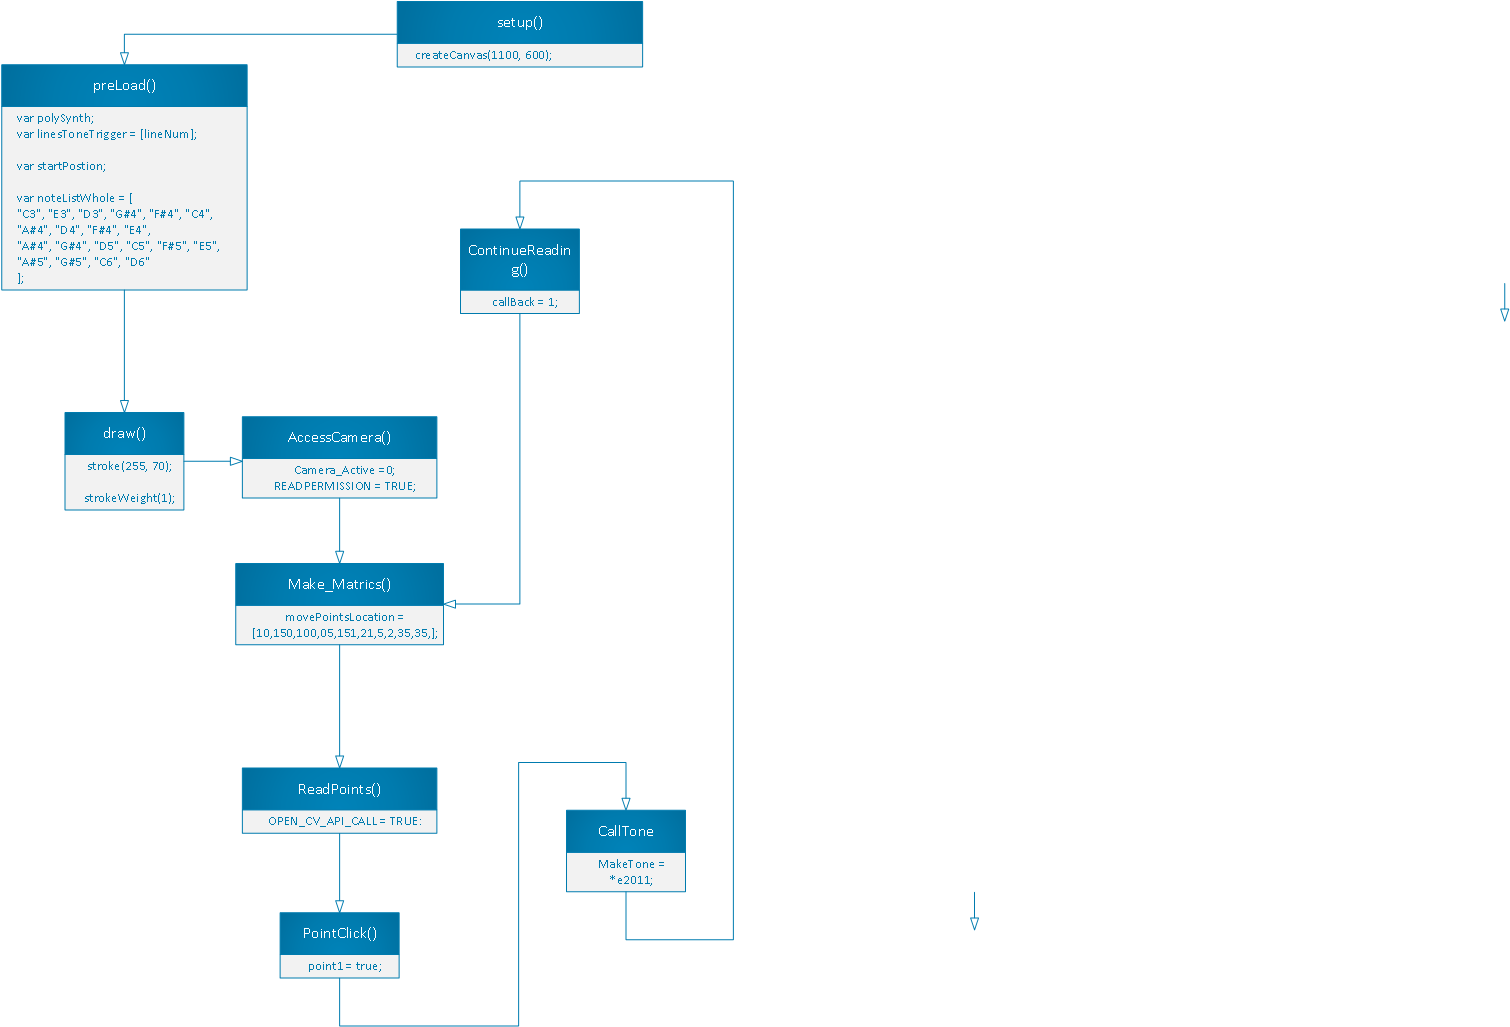 setup()
createCanvas(1100, 600);
preLoad()
var polySynth;
var linesToneTrigger = [lineNum];
var startPostion;
var noteListWhole = [
"C3", "E3", "D3", "G#4", "F#4", "C4",
"A#4", "D4", "F#4", "E4",
"A#4", "G#4", "D5", "C5", "F#5", "E5",
"A#5", "G#5", "C6", "D6"
];
ContinueReadin
g()
callBack = 1;
draw()
stroke(255, 70);
strokeWeight(1);
AccessCamera()
Camera_Active =0;
READPERMISSION = TRUE;
Make_Matrics()
movePointsLocation =
[10,150,100,05,151,21,5,2,35,35,];
ReadPoints()
OPEN_CV_API_CALL = TRUE:
CallTone
MakeTone =
*e2011;
PointClick()
point1 = true;